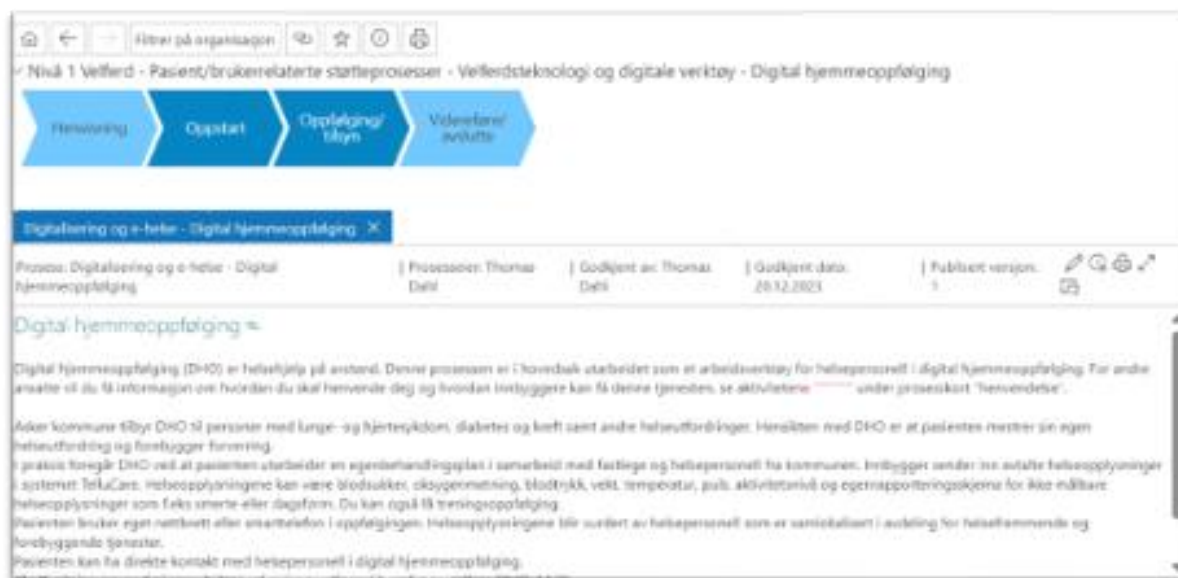 Filtrer på organisasjon
Nivå 1 Velferd - Pasient/brukerrelaterte støtteprosesser - Velferdsteknologi og digitale verktøy - Digital hjemmeoppfølging
Henvisning
Oppstart
Oppfølging/
tilsyn
Videreføre/
avslutte
Digitalisering og e-helse - Digital hjemmeoppfølging ×
Prosess: Digitalisering og e-helse - Digital
hjemmeoppfølging
| Prosesseier: Thomas
Dahl
| Godkjent av: Thomas
Dahl
| Godkjent dato:
20.12.2023
| Publisert versjon:
1
Digital hjemmeoppfølging
Digital hjemmeoppfølging (DHO) er helsehjelp på avstand. Denne prosessen er i hovedsak utarbeidet som et arbeidsverktøy for helsepersonell i digital hjemmeoppfølging. For andre
ansatte vil du få informasjon om hvordan du skal henvende deg og hvordan innbyggere kan få denne tjenesten, se aktivitetene under prosesskort "henvendelse".
Asker kommune tilbyr DHO til personer med lunge- og hjertesykdom, diabetes og kreft samt andre helseutfordringer. Hensikten med DHO er at pasienten mestrer sin egen
helseutfordring og forebygger forverring.
I praksis foregår DHO ved at pasienten utarbeider en egenbehandlingsplan i samarbeid med fastlege og helsepersonell fra kommunen. Innbygger sender inn avtalte helseopplysninger
i systemet TelluCare. Helseopplysningene kan være blodsukker, oksygenmetning, blodtrykk, vekt, temperatur, puls, aktivitetsnivå og egenrapporteringsskjema for ikke målbare
helseopplysninger som f.eks smerte eller dagsform. Du kan også få treningsoppfølging.
Pasienten bruker eget nettbrett eller smarttelefon i oppfølgingen. Helseopplysningene blir vurdert av helsepersonell som er samlokalisert i avdeling for helsefremmende og
forebyggende tjenester.
Pasienten kan ha direkte kontakt med helsepersonell i digital hjemmeoppfølging.